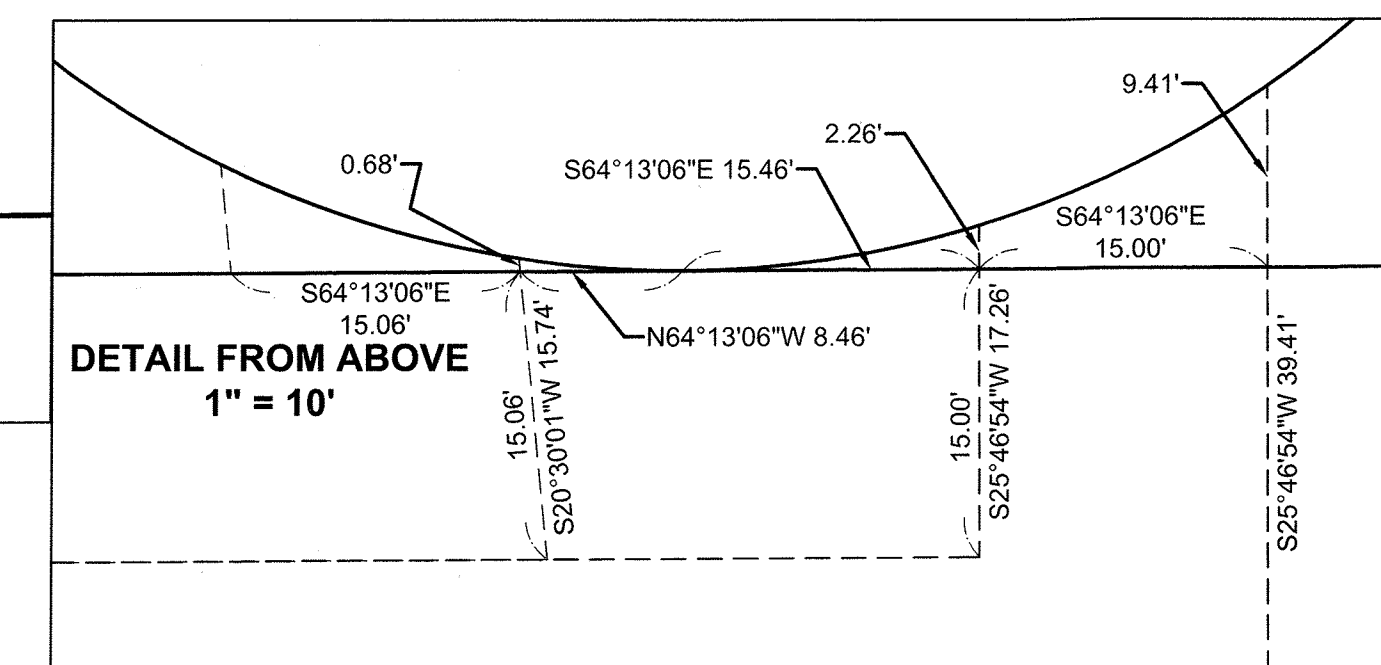 9.41'
2.26'
0.68'
S64°13'06"E 15.46'
S64°13'06"E
15.00'
S64°13'06"E
15.06'
N64°13'06"W 8.46'
DETAIL FROM ABOVE
1" = 10'
15.06'
S20°30'01"W 15.74'
15.00'
S25°46'54"W 17.26'
S25°46'54"W 39.41'